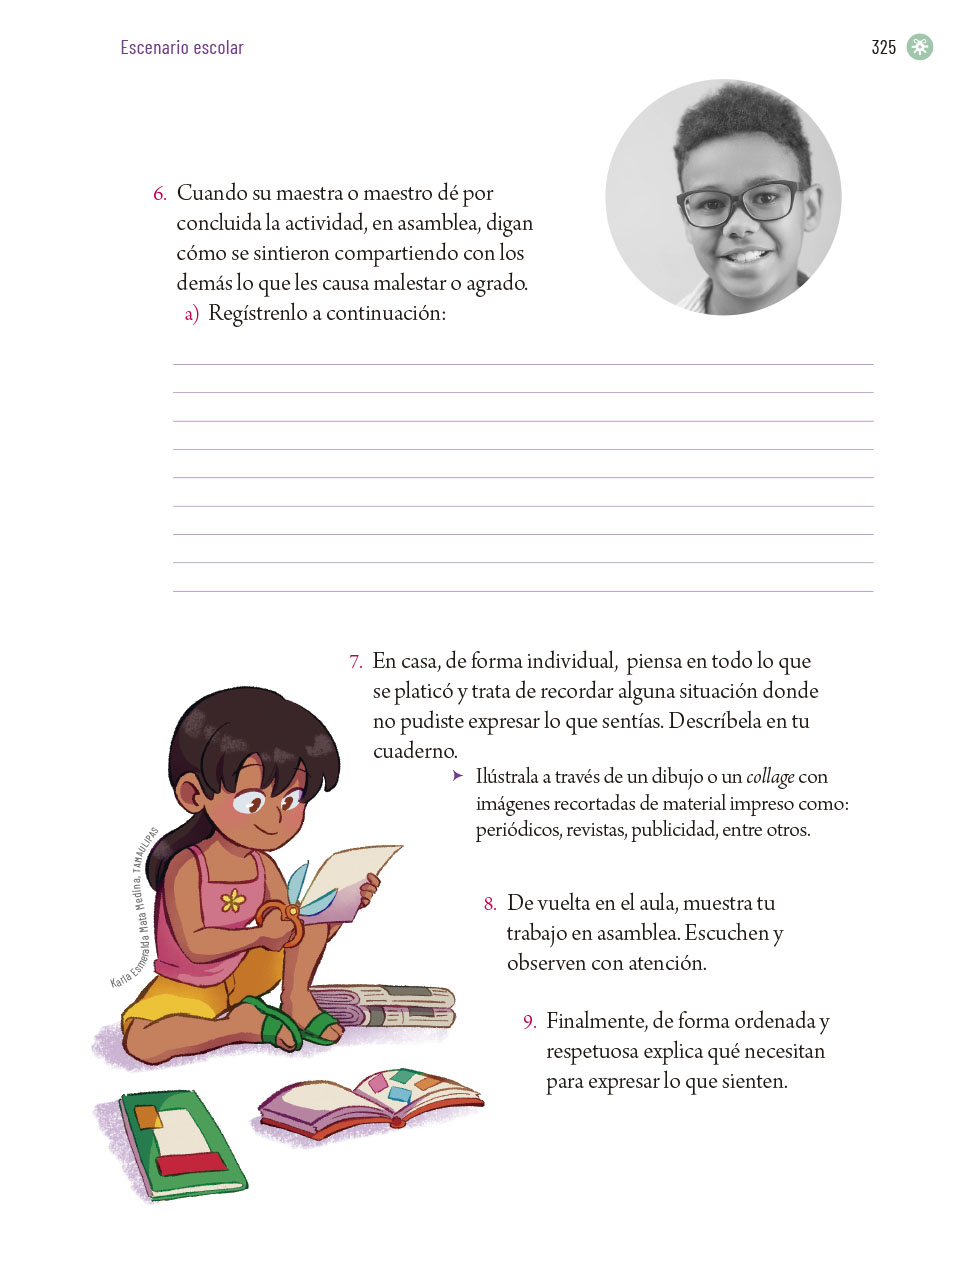 Escenario escolar
325
6. Cuando su maestra o maestro dé por
concluida la actividad, en asamblea, digan
cómo se sintieron compartiendo con los
demás lo que les causa malestar o agrado.
a) Regístrenlo a continuación:
7. En casa, de forma individual, piensa en todo lo que
se platicó y trata de recordar alguna situación donde
no pudiste expresar lo que sentías. Descríbela en tu
cuaderno.
➤ Ilústrala a través de un dibujo o un collage con
imágenes recortadas de material impreso como:
periódicos, revistas, publicidad, entre otros.
Karla Esmeralda Mata Medina, TAMAULIPAS
8. De vuelta en el aula, muestra tu
trabajo en asamblea. Escuchen y
observen con atención.
9. Finalmente, de forma ordenada y
respetuosa explica qué necesitan
para expresar lo que sienten.